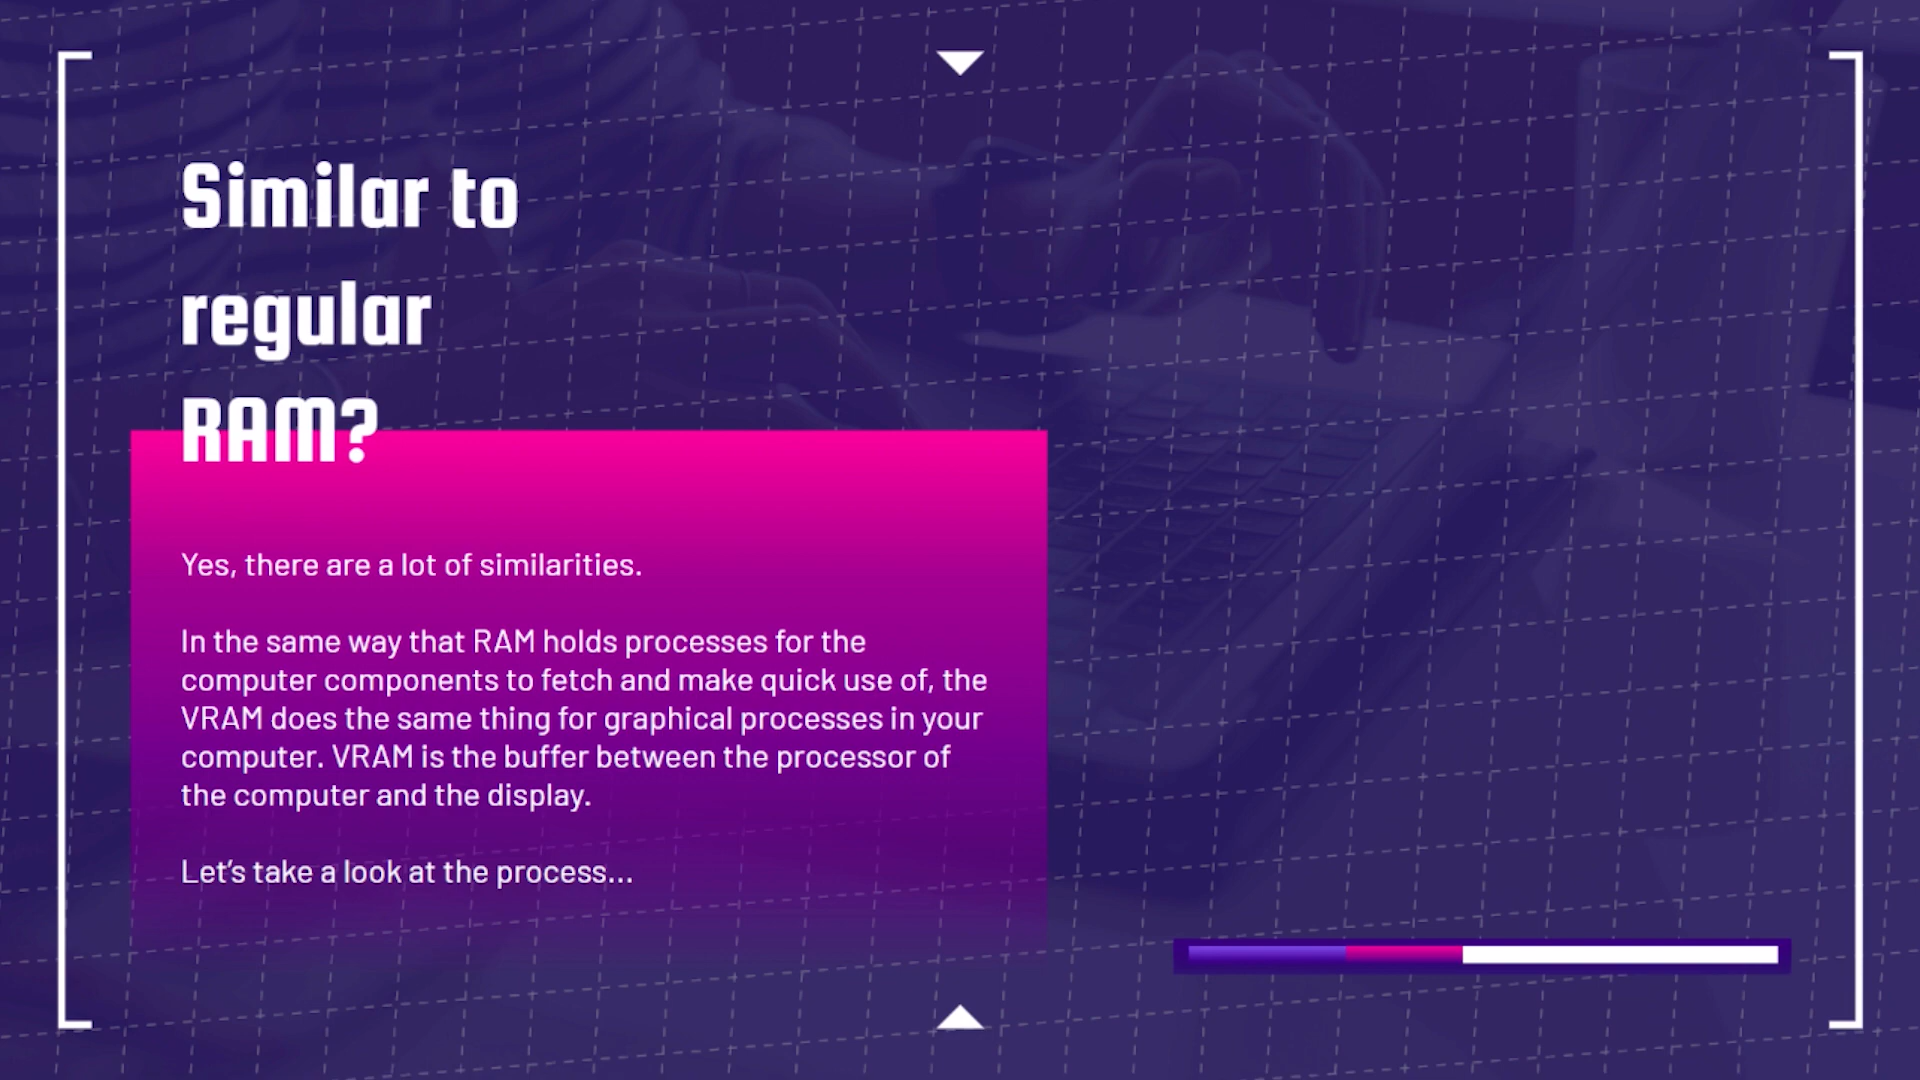 Similar to
regular
RAM?
Yes, there are a lot of similarities.
In the same way that RAM holds processes for the
computer components to fetch and make quick use of, the
VRAM does the same thing for graphical processes in your
computer. VRAM is the buffer between the processor of
the computer and the display.
Let’s take a look at the process...